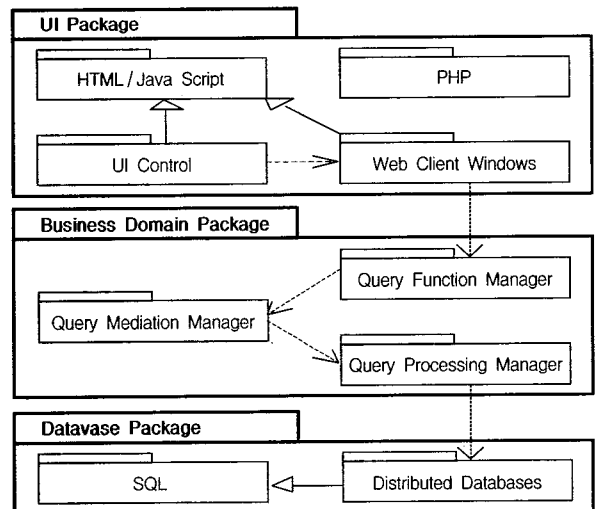 UI Package
HTML/Java Script
PHP
UI Control
Web Client Windows
Business Domain Package
Query Function Manager
Query Mediation Manager
Query Processing Manager
Datavase Package
SQL
Distributed Databases